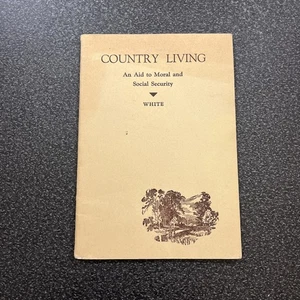 COUNTRY LIVING
An Aid to Moral and
Social Security
WHITE